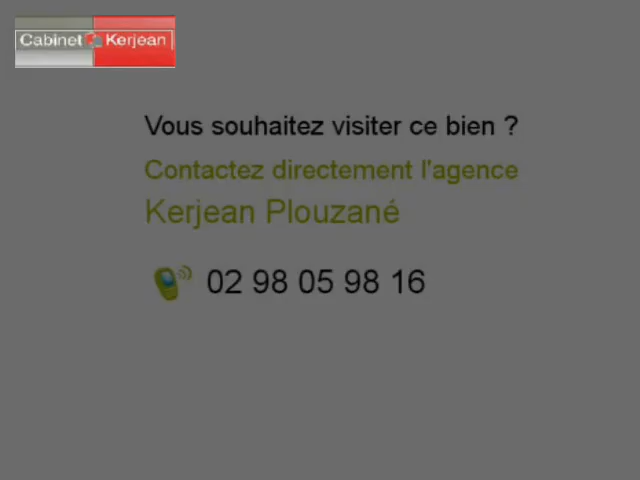 Cabinet Kerjean
Vous souhaitez visiter ce bien ?
Contactez directement l'agence
Kerjean Plouzané
02 98 05 98 16